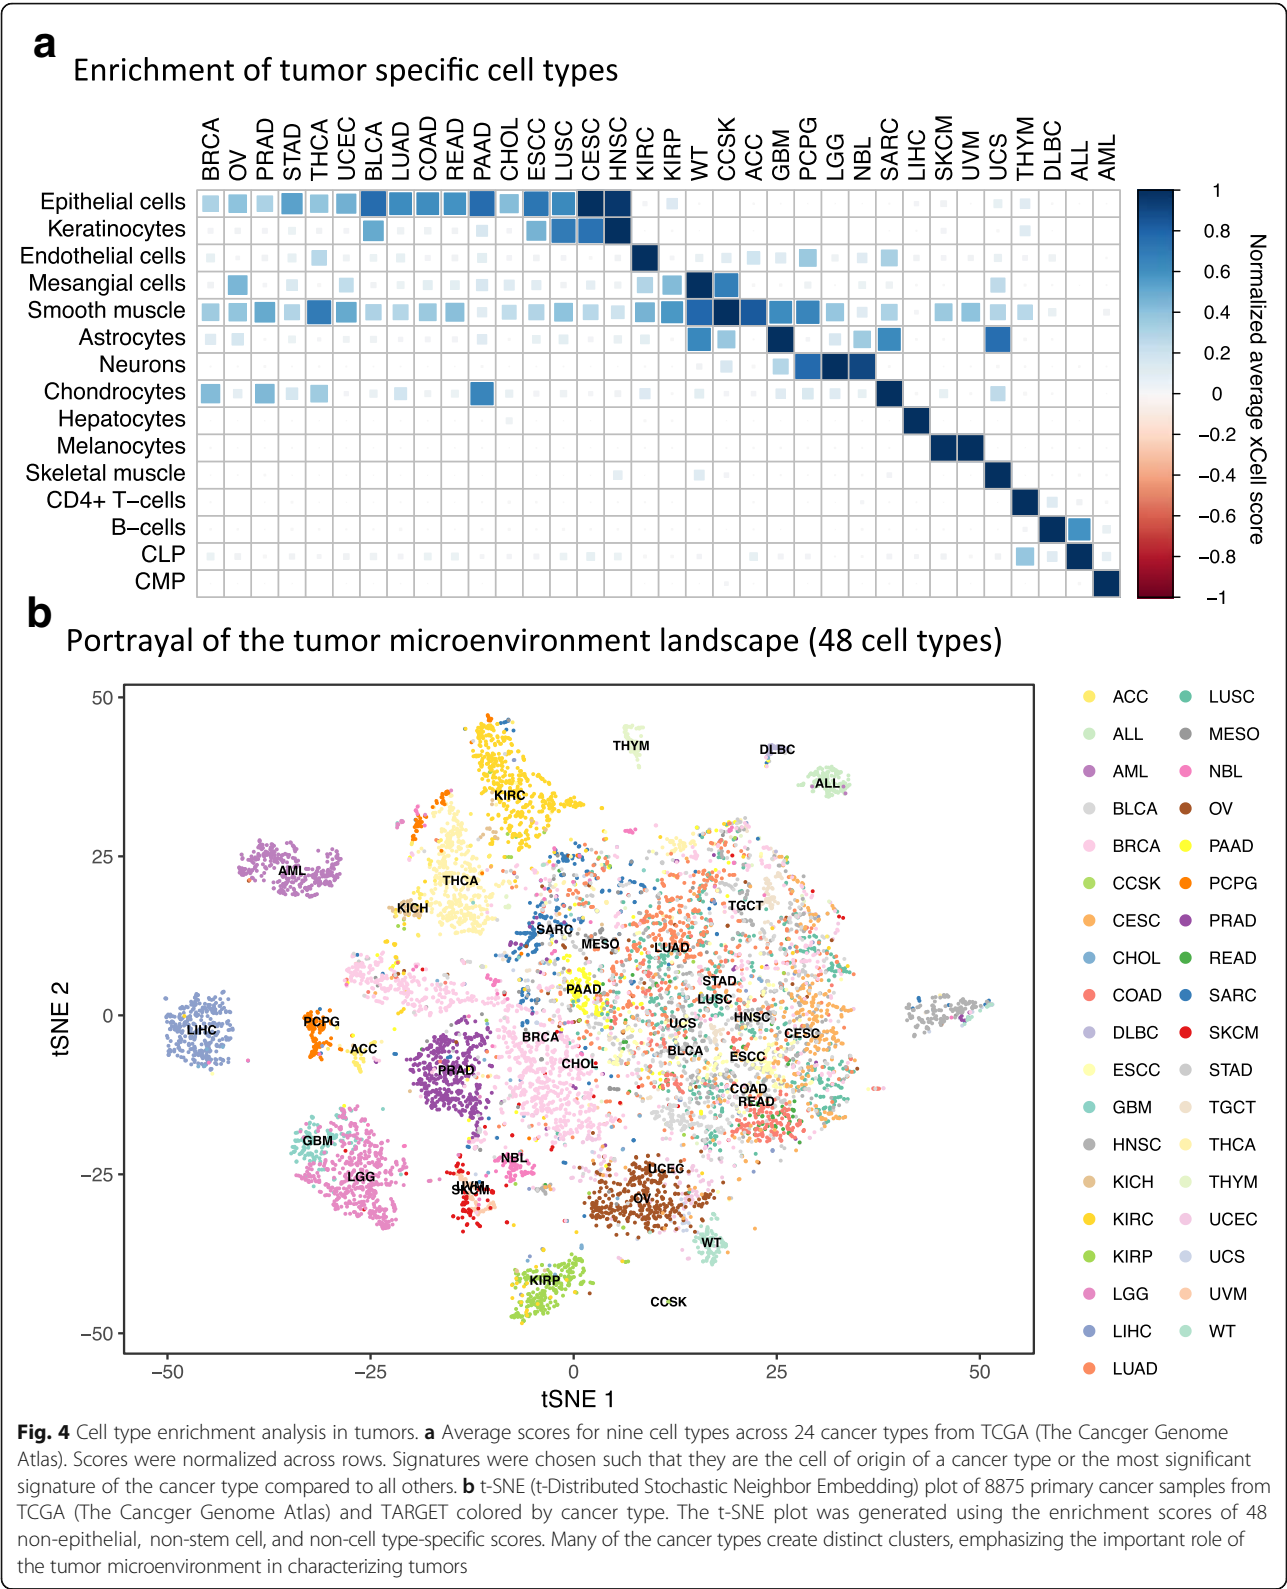 a
Enrichment of tumor specific cell types
BRCA OV PRAD STAD THCA UCEC BLCA LUAD COAD READ PAAD CHOL ESCC LUSC CESC HNSC KIRC KIRP WT CCSK ACC GBM PCPG LGG NBL SARC LIHC SKCM UVM UCS THYM DLBC ALL AML
Epithelial cells
Keratinocytes
Endothelial cells
Mesangial cells
Smooth muscle
Astrocytes
Neurons
Chondrocytes
Hepatocytes
Melanocytes
Skeletal muscle
CD4+ T−cells
B−cells
CLP
CMP
1
0.8
0.6
0.4
0.2
0
−0.2
−0.4
−0.6
−0.8
−1
Normalized average xCell score
b
Portrayal of the tumor microenvironment landscape (48 cell types)
50
25
0
−25
−50
tSNE 2
THYM
DLBC
ALL
KIRC
AML
THCA
KICH
TGCT
SARC
MESO
LUAD
STAD
PAAD
LUSC
LIHC
PCPG
UCS
HNSC
BRCA
CESC
ACC
BLCA
ESCC
CHOL
PRAD
COAD
READ
GBM
NBL
UCEC
LGG
UVM
SKCM
OV
WT
KIRP
CCSK
−50 −25 0 25 50
tSNE 1
ACC LUSC
ALL MESO
AML NBL
BLCA OV
BRCA PAAD
CCSK PCPG
CESC PRAD
CHOL READ
COAD SARC
DLBC SKCM
ESCC STAD
GBM TGCT
HNSC THCA
KICH THYM
KIRC UCEC
KIRP UCS
LGG UVM
LIHC WT
LUAD
Fig. 4 Cell type enrichment analysis in tumors. a Average scores for nine cell types across 24 cancer types from TCGA (The Cancger Genome
Atlas). Scores were normalized across rows. Signatures were chosen such that they are the cell of origin of a cancer type or the most significant
signature of the cancer type compared to all others. b t-SNE (t-Distributed Stochastic Neighbor Embedding) plot of 8875 primary cancer samples from
TCGA (The Cancger Genome Atlas) and TARGET colored by cancer type. The t-SNE plot was generated using the enrichment scores of 48
non-epithelial, non-stem cell, and non-cell type-specific scores. Many of the cancer types create distinct clusters, emphasizing the important role of
the tumor microenvironment in characterizing tumors